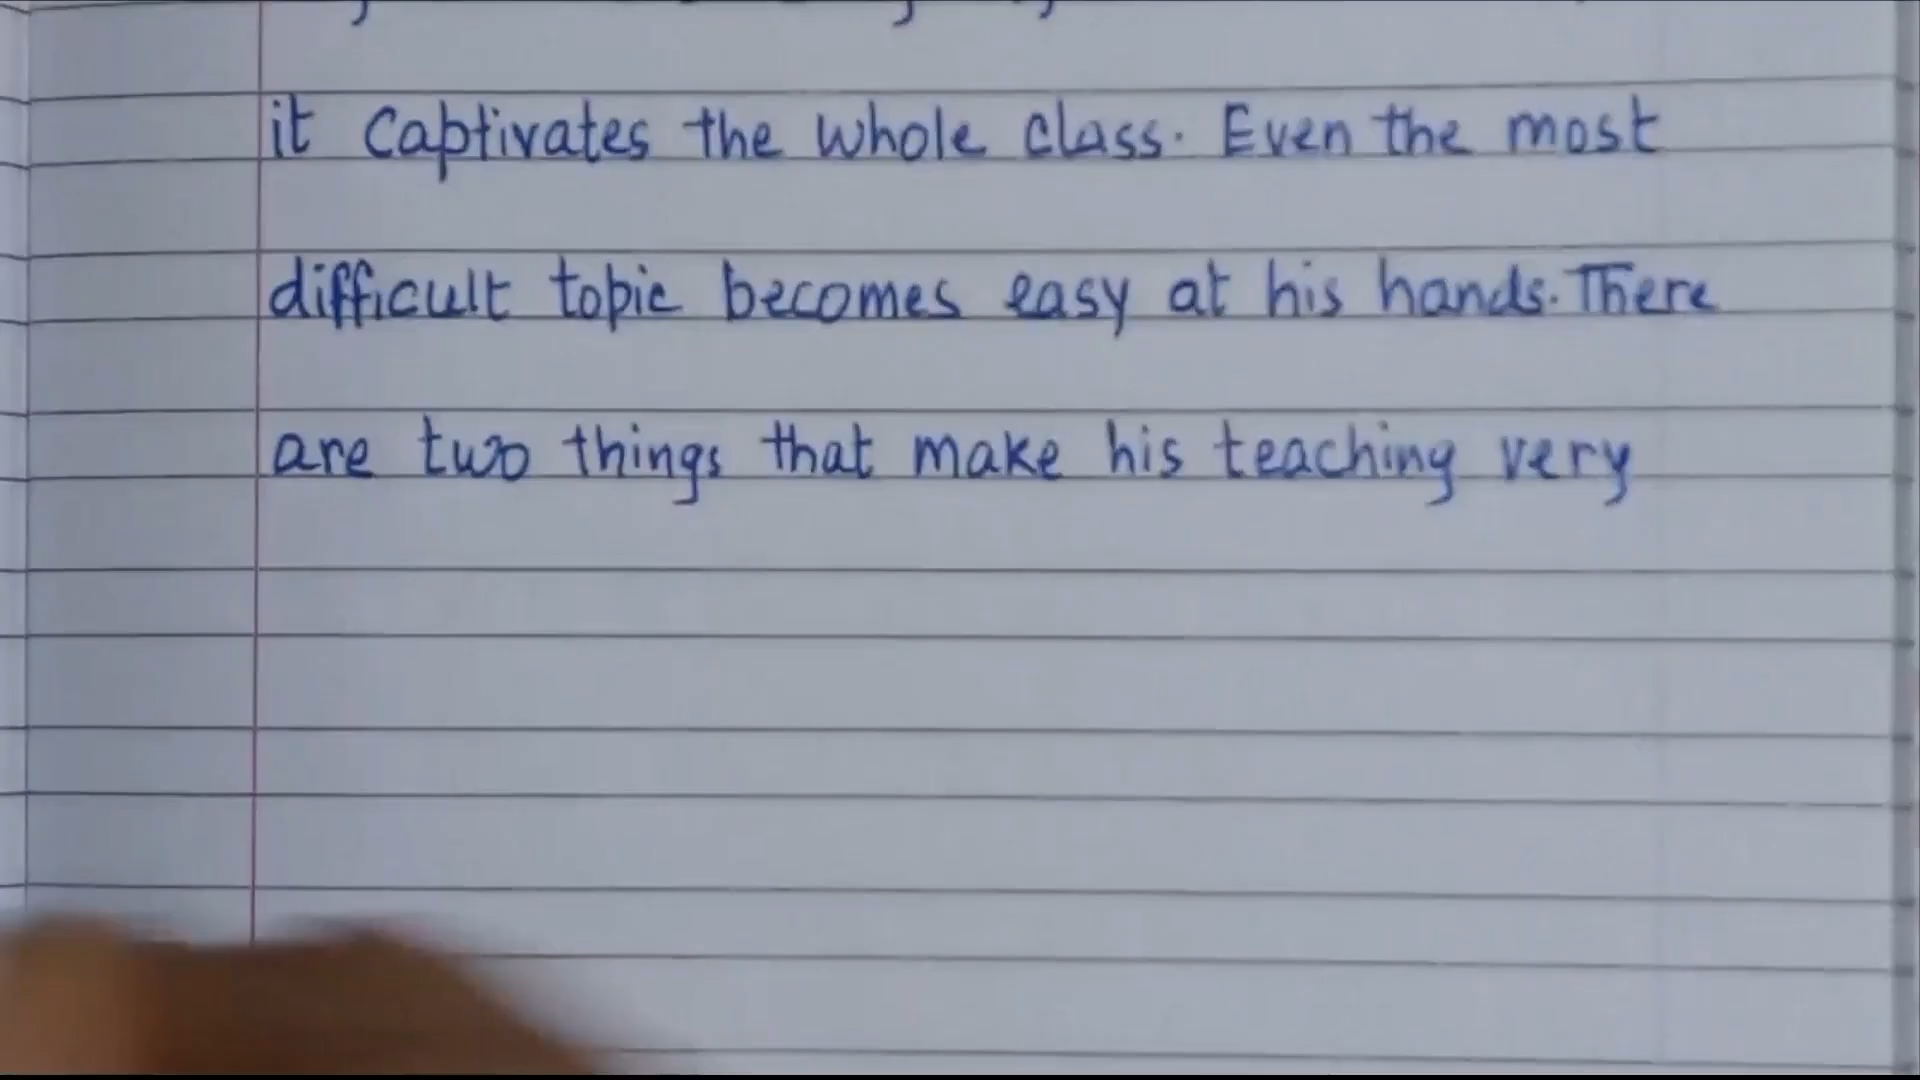 it captivates the whole class. Even the most
difficult topic becomes easy at his hands. There
are two things that make his teaching very